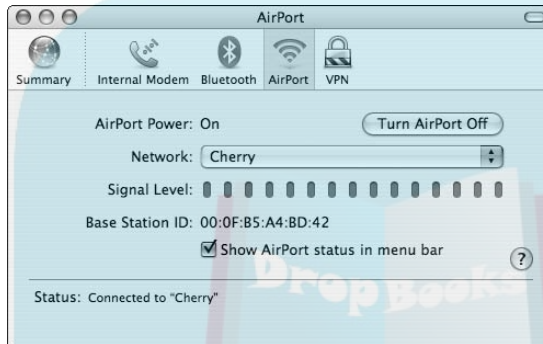 AirPort
Summary Internal Modem Bluetooth AirPort VPN
AirPort Power: On Turn AirPort Off
Network: Cherry
Signal Level:
Base Station ID: 00:0F:B5:A4:BD:42
Show AirPort status in menu bar
?
Drop Books
Status: Connected to "Cherry"